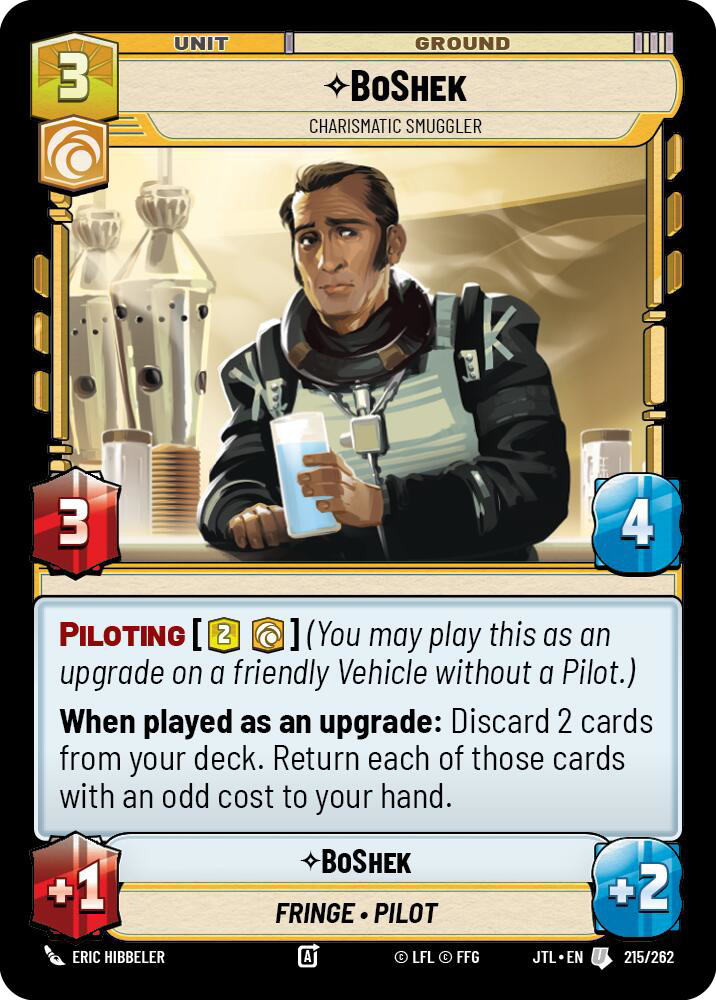 UNIT GROUND
3
✧BOSHEK
CHARISMATIC SMUGGLER
3
4
PILOTING [2] (You may play this as an
upgrade on a friendly Vehicle without a Pilot.)
When played as an upgrade: Discard 2 cards
from your deck. Return each of those cards
with an odd cost to your hand.
+1
✧BOSHEK
+2
FRINGE • PILOT
ERIC HIBBELER A © LFL © FFG JTL • EN U 215/262